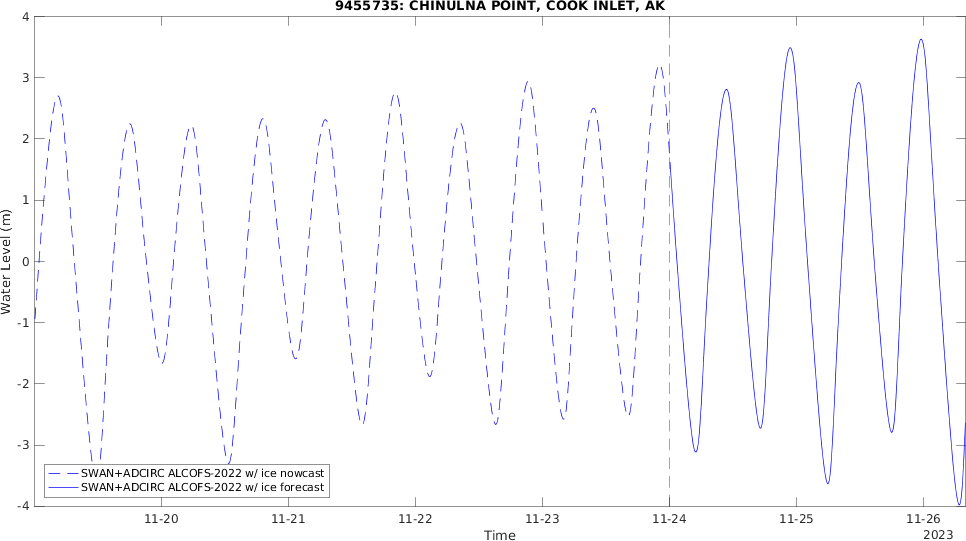 9455735: CHINULNA POINT, COOK INLET, AK
4
3
2
1
0
-1
-2
-3
-4
Water Level (m)
SWAN+ADCIRC ALCOFS-2022 w/ ice nowcast
SWAN+ADCIRC ALCOFS-2022 w/ ice forecast
11-20 11-21 11-22 11-23 11-24 11-25 11-26
Time 2023